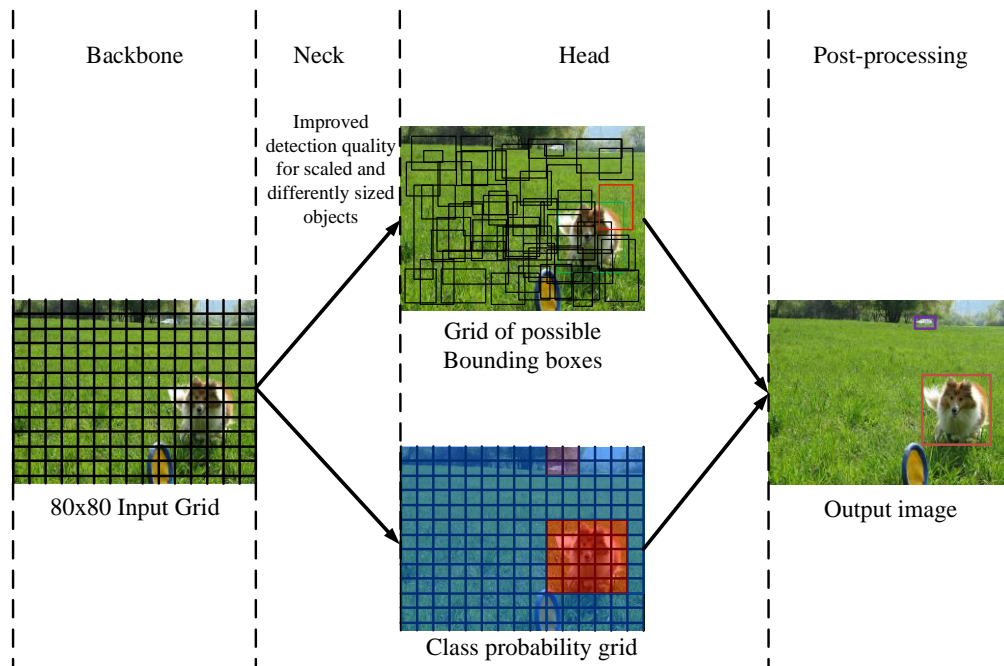 Backbone
Neck
Head
Post-processing
Improved
detection quality
for scaled and
differently sized
objects
Grid of possible
Bounding boxes
80x80 Input Grid
Output image
Class probability grid